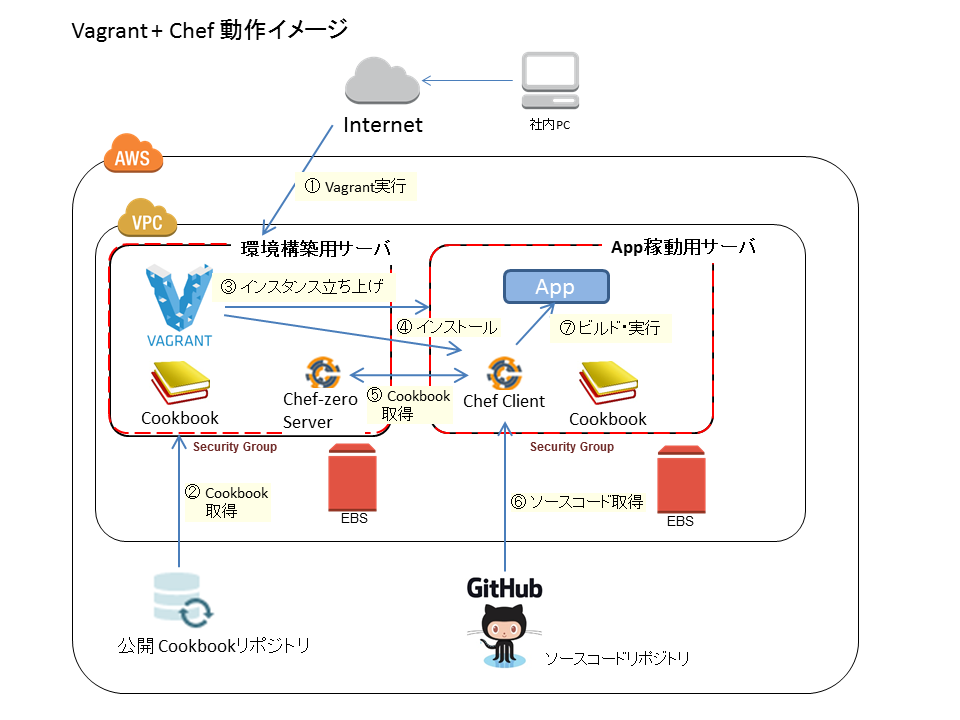 Vagrant + Chef 動作イメージ
Internet
社内PC
AWS
① Vagrant実行
VPC
環境構築用サーバ
App稼動用サーバ
③ インスタンス立ち上げ
App
④ インストール
⑦ ビルド・実行
VAGRANT
Cookbook
Chef-zero
Server
⑤ Cookbook
取得
Chef Client
Cookbook
Security Group
Security Group
② Cookbook
取得
EBS
⑥ ソースコード取得
EBS
GitHub
公開 Cookbookリポジトリ
ソースコードリポジトリ